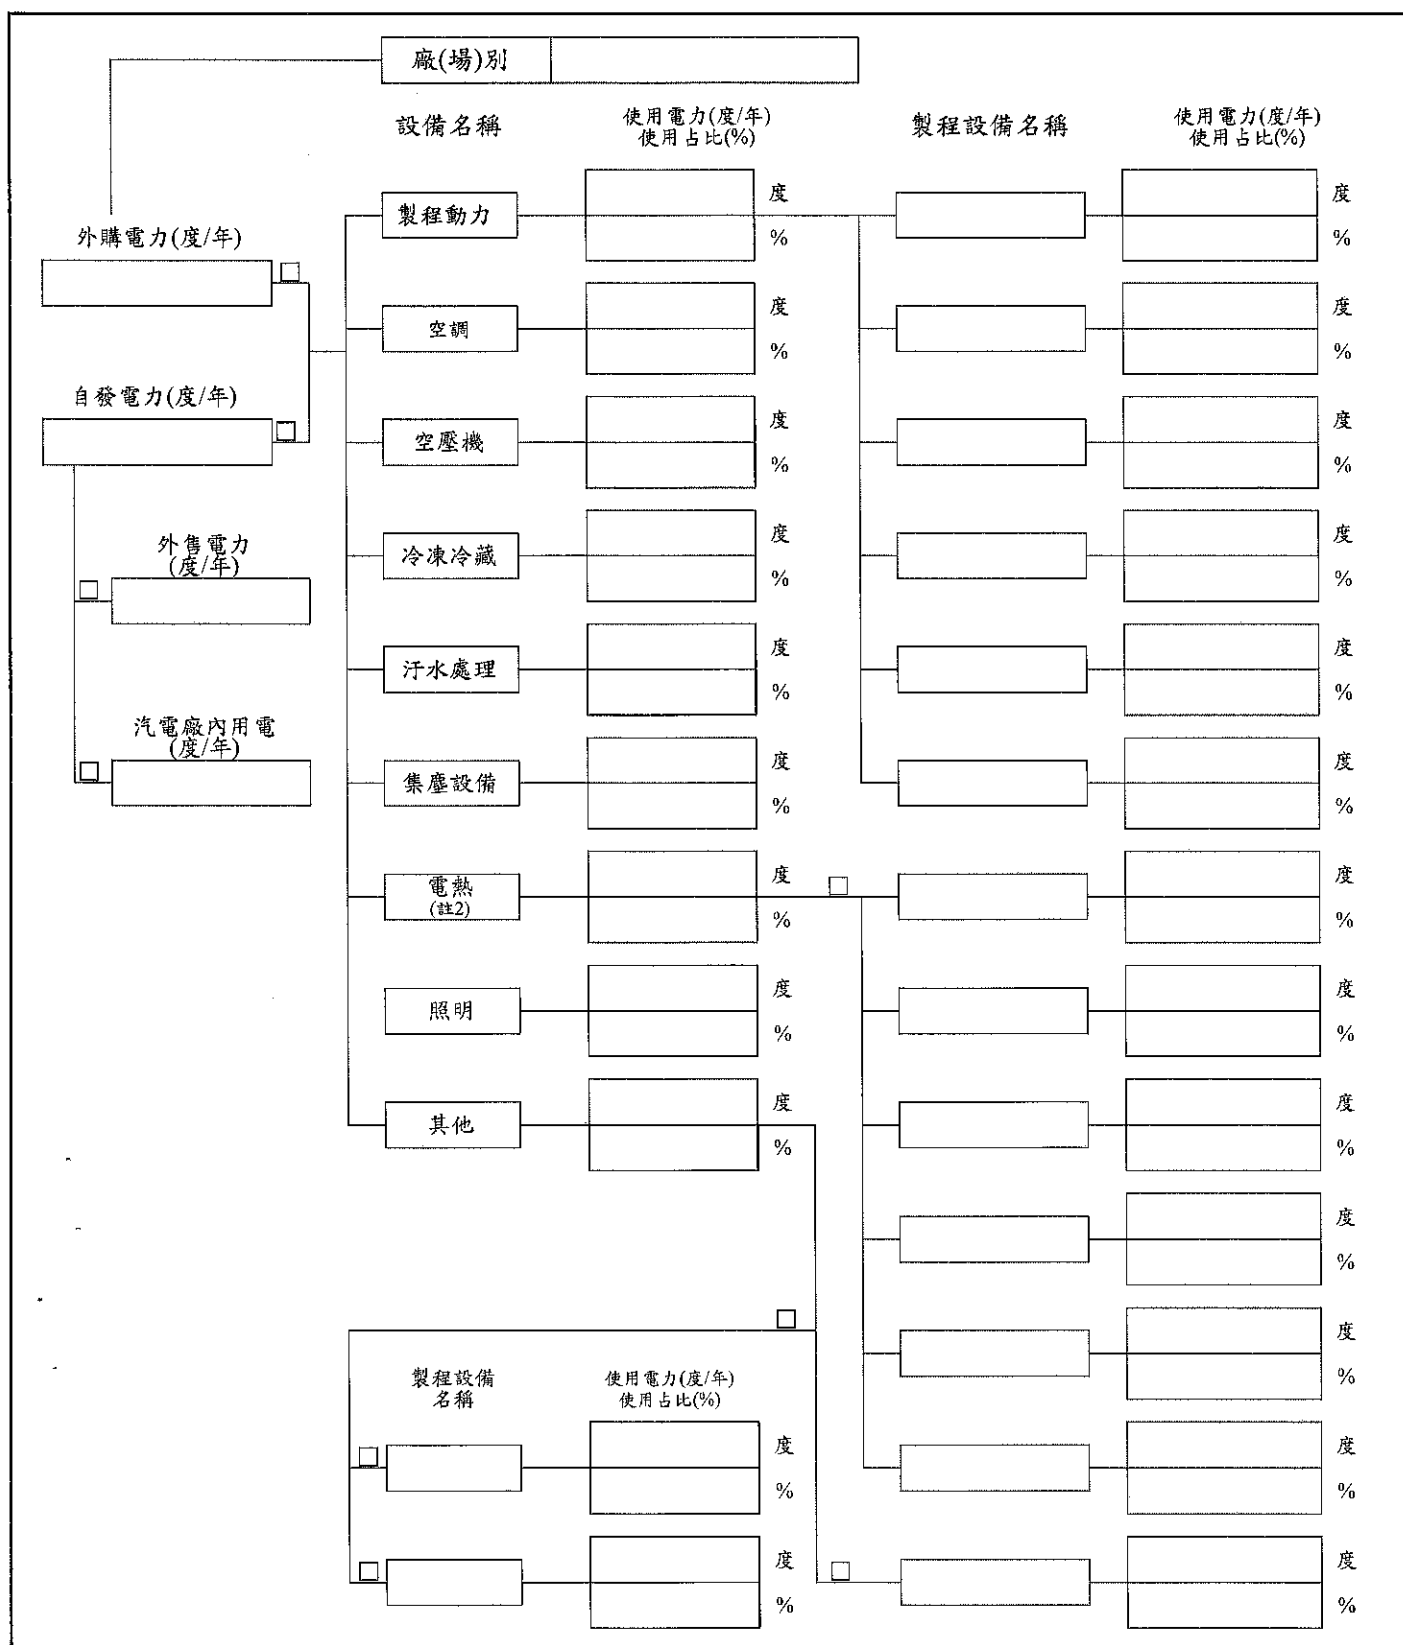 廠(場)別
設備名稱
使用電力(度/年)
使用占比(%)
製程設備名稱
使用電力(度/年)
使用占比(%)
外購電力(度/年)
自發電力(度/年)
外售電力
(度/年)
汽電廠內用電
(度/年)
製程動力
度
%
度
%
空調
度
%
度
%
空壓機
度
%
度
%
冷凍冷藏
度
%
度
%
汙水處理
度
%
度
%
集塵設備
度
%
度
%
電熱
(註2)
度
%
度
%
照明
度
%
度
%
其他
度
%
度
%
度
%
度
%
製程設備
名稱
使用電力(度/年)
使用占比(%)
度
%
度
%
度
%
度
%